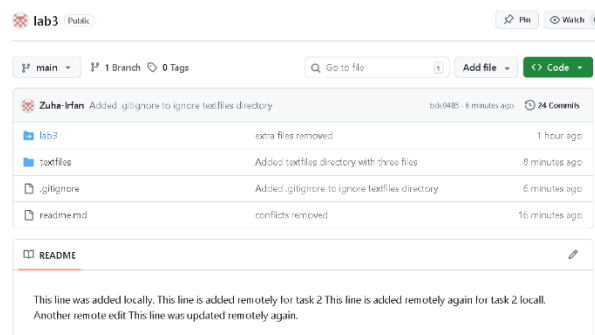 lab3 Public Pin Watch
main 1 Branch 0 Tags Go to file t Add file Code
Zuha-Irfan Added .gitignore to ignore textfiles directory 6 minutes ago 24 Commits
lab3 extra files removed 1 hour ago
textfiles Added textfiles directory with three files 8 minutes ago
.gitignore Added .gitignore to ignore textfiles directory 6 minutes ago
readme.md conflicts removed 16 minutes ago
README
This line was added locally. This line is added remotely for task 2 This line is added remotely again for task 2 locall.
Another remote edit This line was updated remotely again.